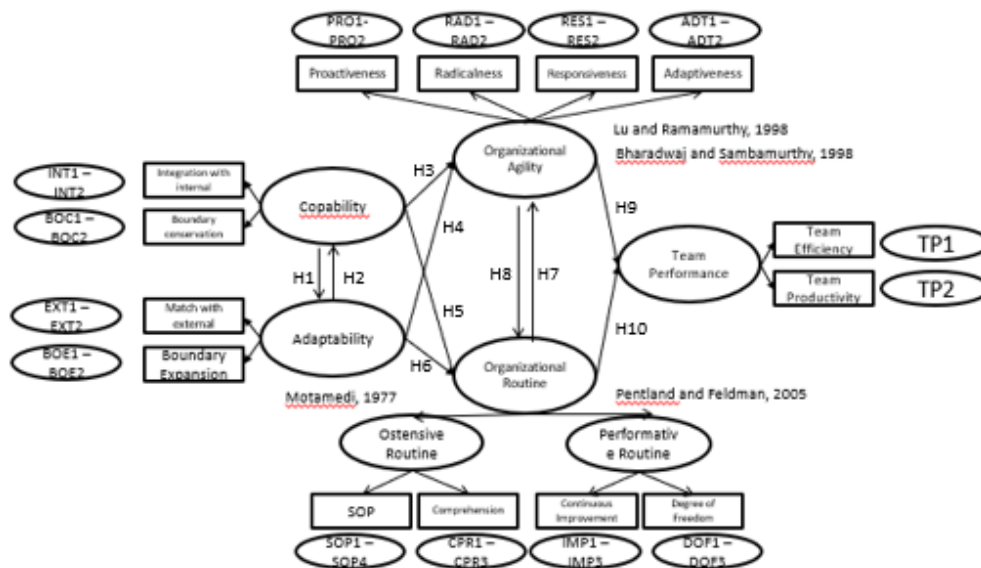 PRO1-
PRO2
RAD1 –
RAD2
RES1 –
RES2
ADT1 –
ADT2
Proactiveness
Radicalness
Responsiveness
Adaptiveness
Lu and Ramamurthy, 1998
Bharadwaj and Sambamurthy, 1998
Organizational
Agility
INT1 –
INT2
Integration with
internal
BOC1 –
BOC2
Boundary
conservation
Copability
H3
H4
H9
H1
H2
H8
H7
Team
Performance
Team
Efficiency
TP1
Team
Productivity
TP2
EXT1 –
EXT2
Match with
external
BOE1 –
BOE2
Boundary
Expansion
Adaptability
H5
H6
H10
Organizational
Routine
Motamedi, 1977
Pentland and Feldman, 2005
Ostensive
Routine
Performativ
e Routine
SOP
Comprehension
Continuous
Improvement
Degree of
freedom
SOP1 –
SOP4
CPR1 –
CPR3
IMP1 –
IMP3
DOF1 –
DOF3